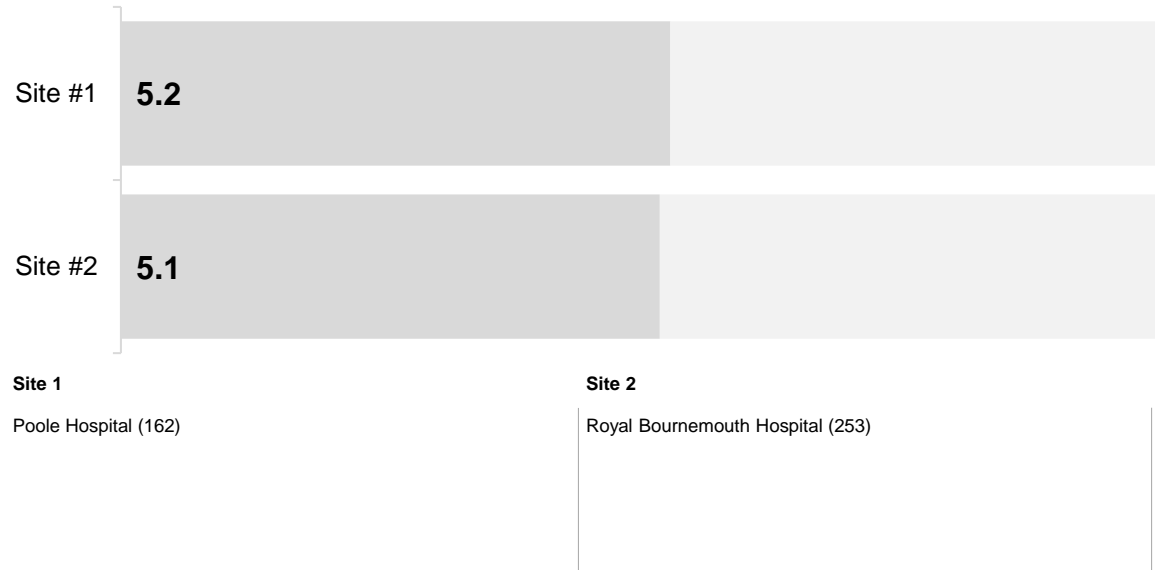 Site #1 5.2
Site #2 5.1
Site 1
Poole Hospital (162)
Site 2
Royal Bournemouth Hospital (253)